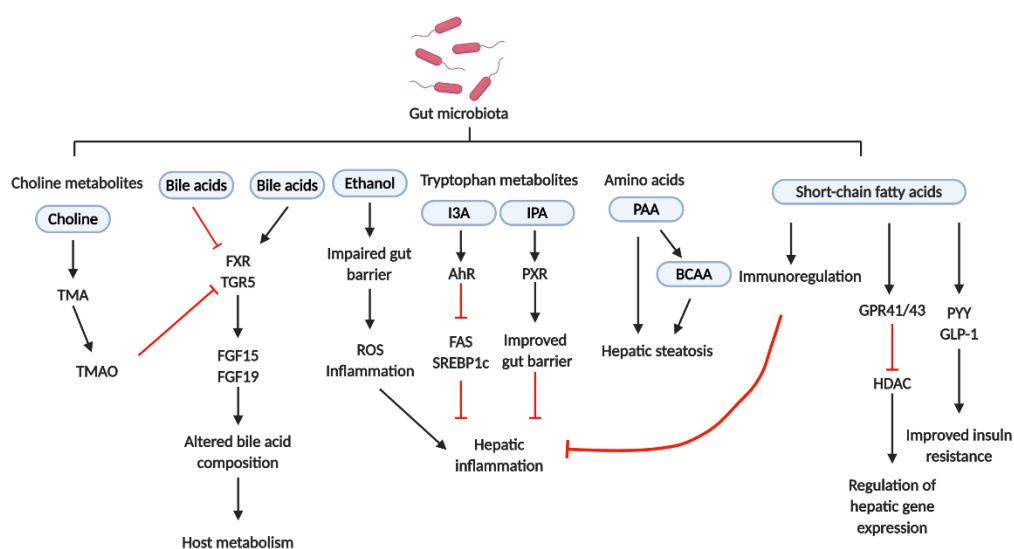 Gut microbiota
Choline metabolites
Choline
TMA
TMAO
Bile acids
Bile acids
FXR
TGR5
FGF15
FGF19
Altered bile acid
composition
Host metabolism
Ethanol
Impaired gut
barrier
ROS
Inflammation
Tryptophan metabolites
I3A
AhR
FAS
SREBP1c
IPA
PXR
Improved
gut barrier
Hepatic
inflammation
Amino acids
PAA
BCAA
Hepatic steatosis
Short-chain fatty acids
Immunoregulation
GPR41/43
HDAC
Regulation of
hepatic gene
expression
PYY
GLP-1
Improved insuln
resistance